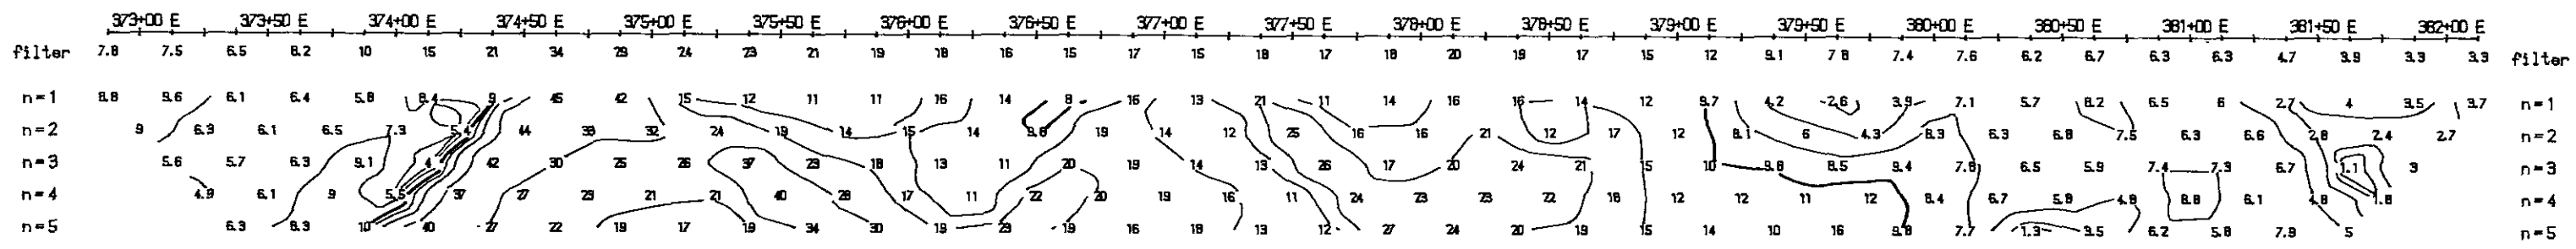 373+00 E 373+50 E 374+00 E 374+50 E 375+00 E 375+50 E 376+00 E 376+50 E 377+00 E 377+50 E 378+00 E 378+50 E 379+00 E 379+50 E 380+00 E 380+50 E 381+00 E 381+50 E 382+00 E
filter 7.8 7.5 6.5 8.2 10 15 21 34 29 24 23 21 19 18 16 15 17 15 18 17 18 20 19 17 15 12 9.1 7.8 7.4 7.6 6.2 6.7 6.3 6.3 4.7 3.9 3.3 3.3 filter
n=1 8.8 9.6 6.1 6.4 5.8 8.4 9 45 42 15 12 11 11 16 14 8 16 13 21 11 14 16 16 14 12 9.7 4.2 -2.6 3.9 7.1 5.7 8.2 6.5 6 2.7 4 3.5 3.7 n=1
n=2 9 6.3 6.1 6.5 7.3 5.4 44 38 32 24 19 14 15 14 9.8 19 14 12 25 16 16 21 12 17 12 8.1 6 4.3 8.3 6.3 6.8 7.5 6.3 6.6 2.8 2.4 2.7 n=2
n=3 5.6 5.7 6.3 9.1 4 42 30 25 26 37 23 18 13 11 20 19 14 13 26 17 20 24 21 15 10 9.8 8.5 9.4 7.8 6.5 5.9 7.4 7.3 6.7 1.1 3 n=3
n=4 4.9 6.1 9 5.5 37 27 23 21 21 40 28 17 11 22 20 19 16 11 24 23 23 22 18 12 12 11 12 8.4 6.7 5.8 4.8 8.8 6.1 4.8 1.8 n=4
n=5 6.3 8.3 10 40 27 22 19 17 19 34 30 19 23 19 16 18 13 12 27 24 20 19 15 14 10 16 9.8 7.7 1.3 9.5 6.2 5.8 7.9 5 n=5